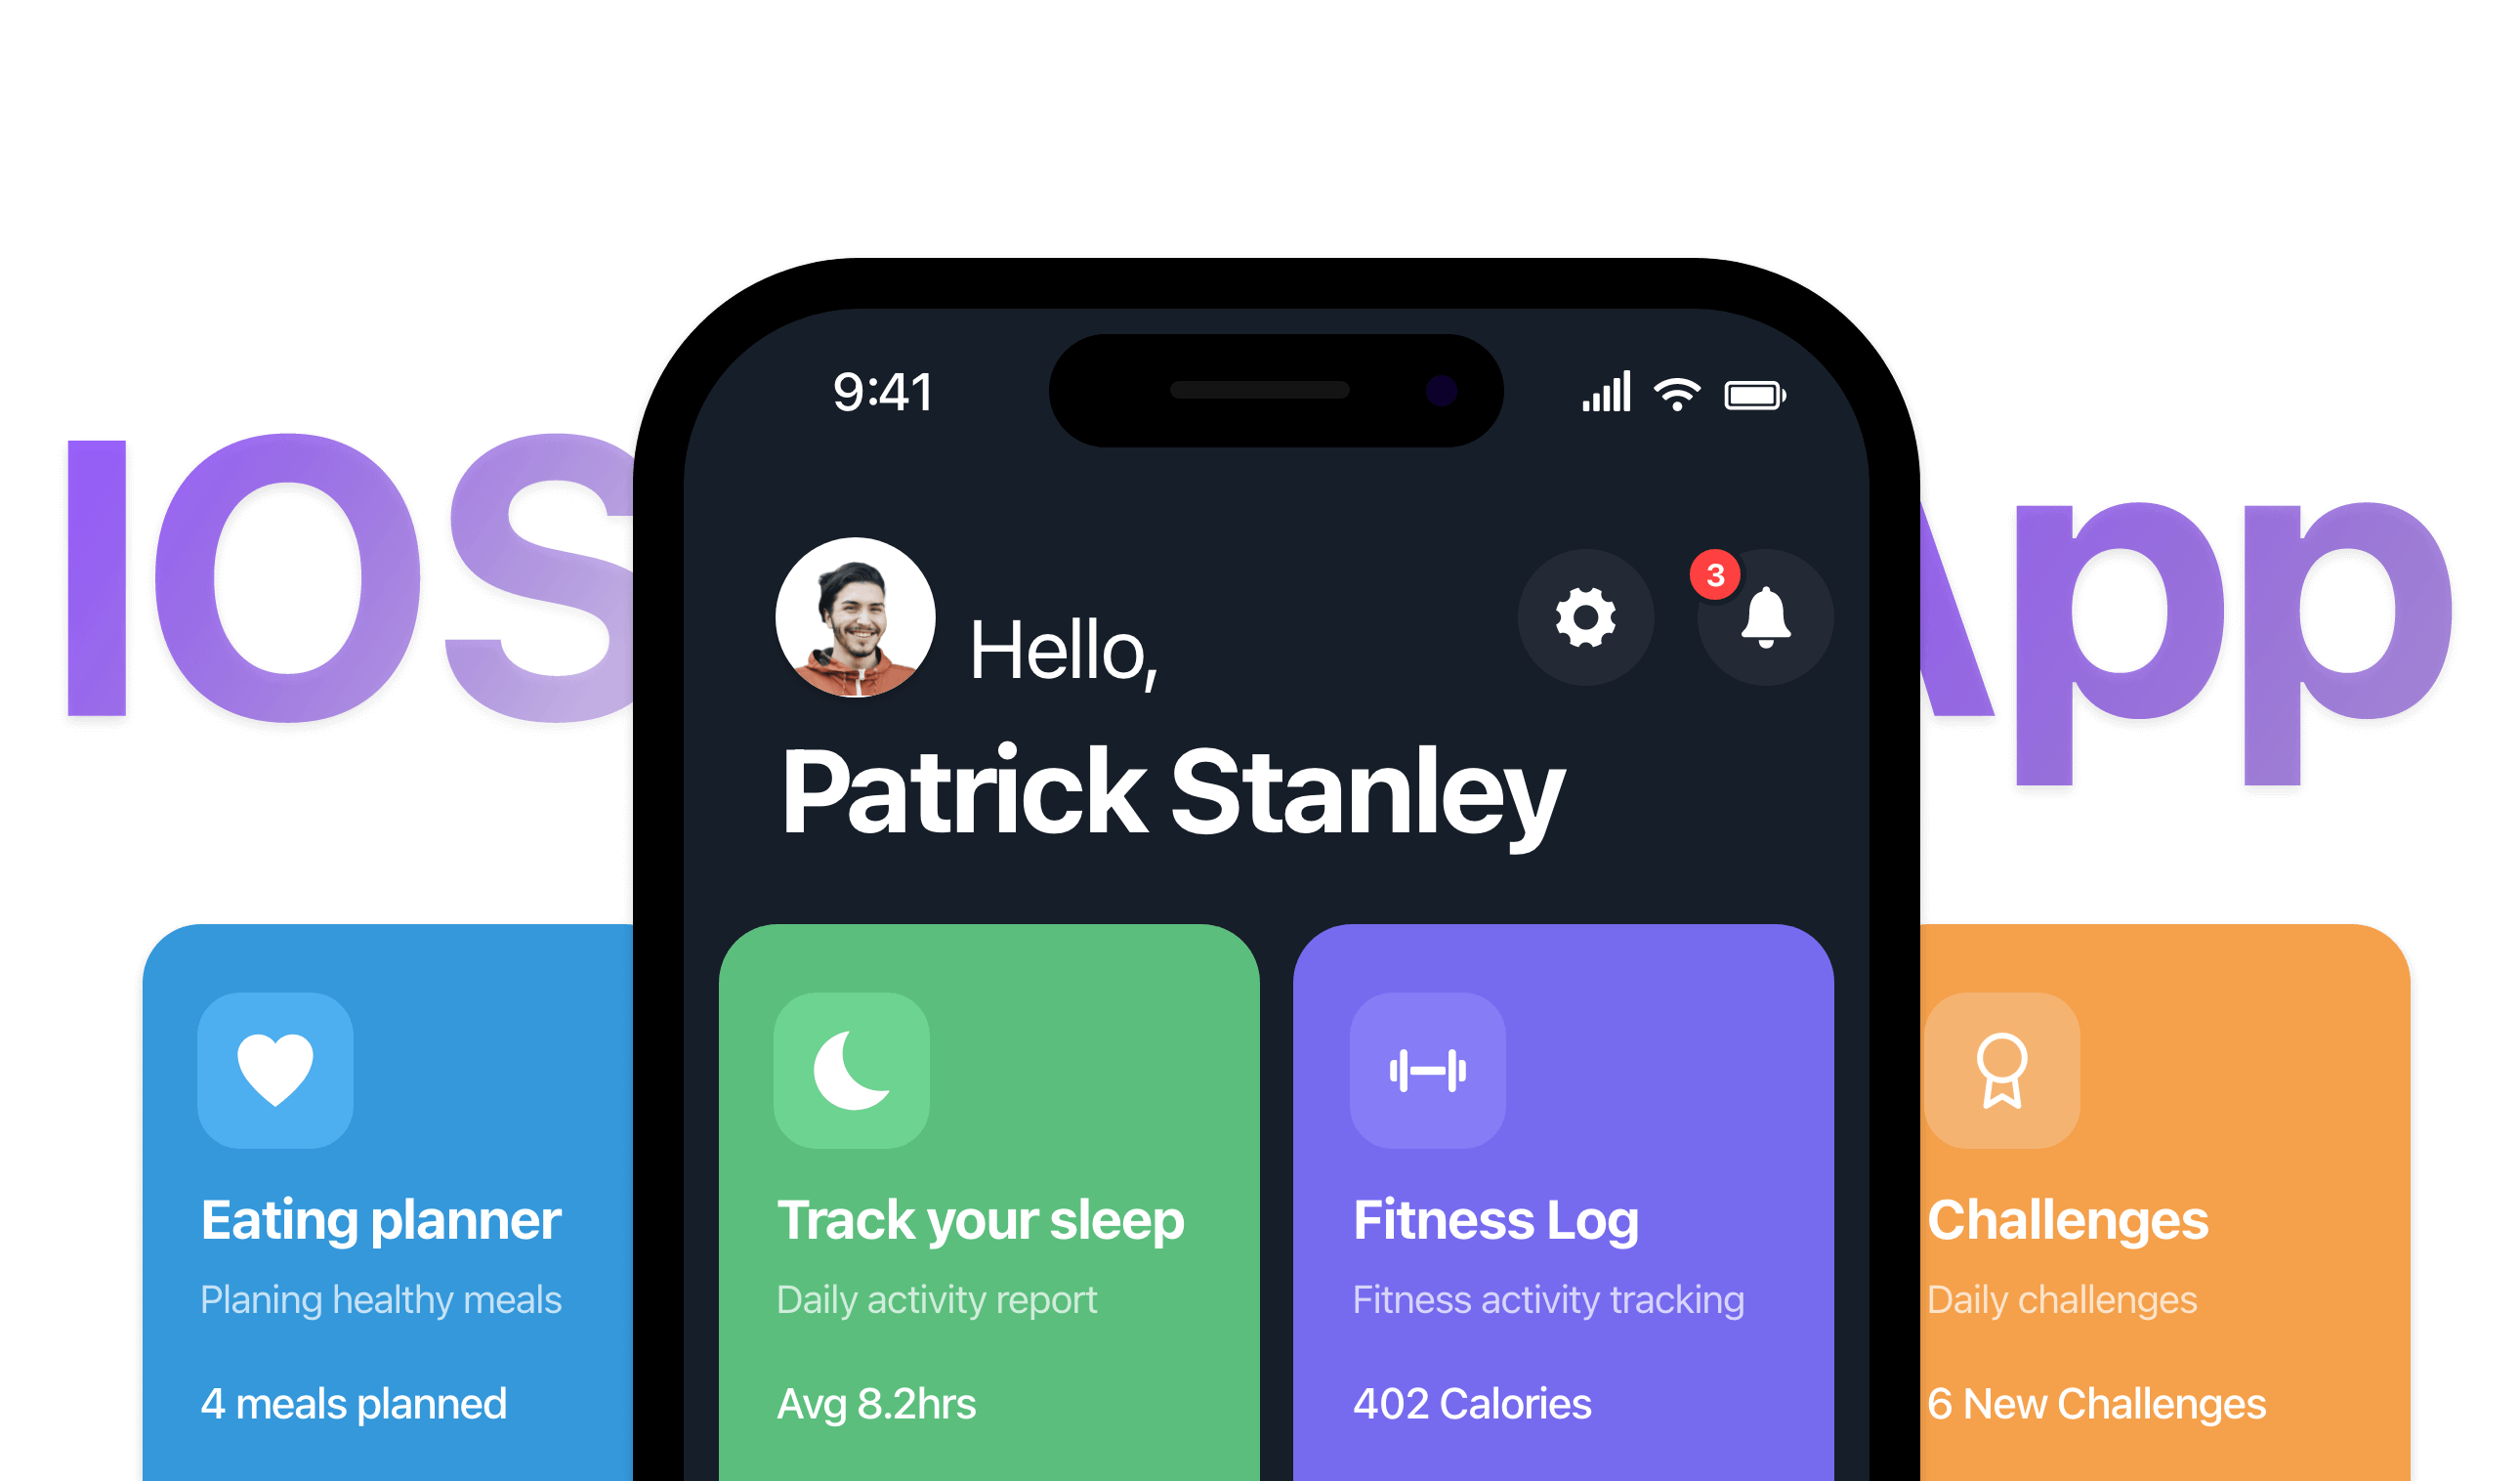 9:41
IOS App
3
Hello,
Patrick Stanley
Eating planner
Planing healthy meals
4 meals planned
Track your sleep
Daily activity report
Avg 8.2hrs
Fitness Log
Fitness activity tracking
402 Calories
Challenges
Daily challenges
6 New Challenges